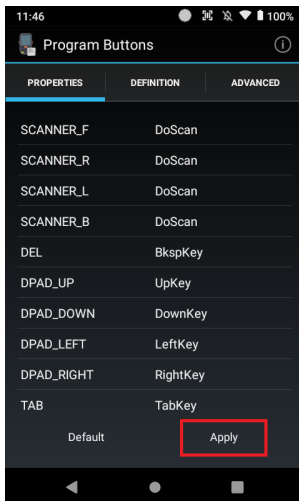 11:46 100%
Program Buttons
PROPERTIES DEFINITION ADVANCED
SCANNER_F DoScan
SCANNER_R DoScan
SCANNER_L DoScan
SCANNER_B DoScan
DEL BkspKey
DPAD_UP UpKey
DPAD_DOWN DownKey
DPAD_LEFT LeftKey
DPAD_RIGHT RightKey
TAB TabKey
Default Apply